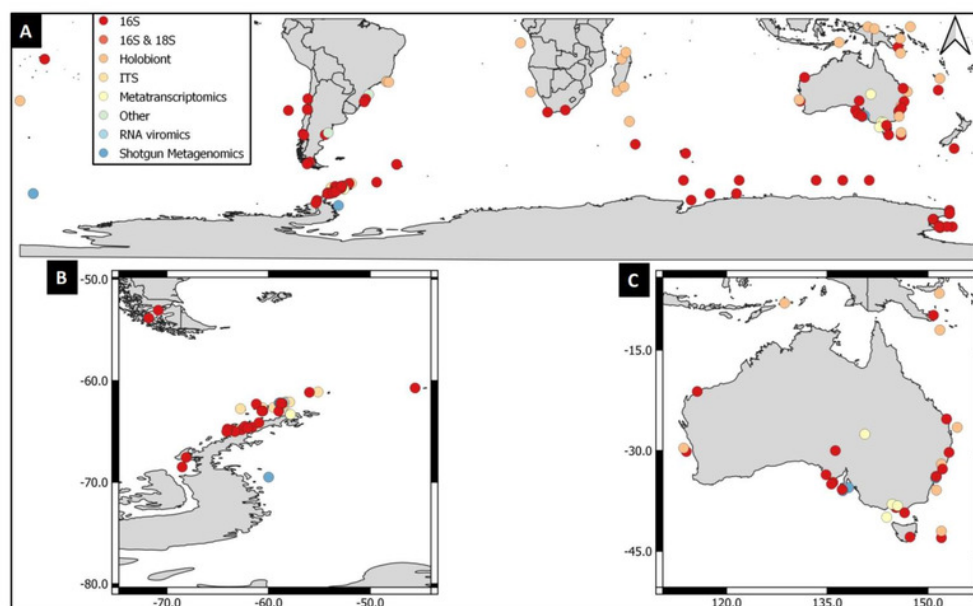 A
16S
16S & 18S
Holobiont
ITS
Metatranscriptomics
Other
RNA viromics
Shotgun Metagenomics
B
-50.0
-60.0
-70.0
-80.0
-70.0
-60.0
-50.0
C
-15.0
-30.0
-45.0
120.0
135.0
150.0